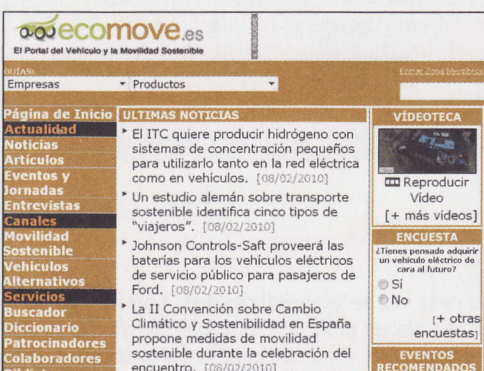 ecomove.es
El Portal del Vehículo y la Movilidad Sostenible
GUÍAS:
Empresas
Productos
Entrar Zona Miembros
Página de Inicio
Actualidad
Noticias
Artículos
Eventos y
Jornadas
Entrevistas
Canales
Movilidad
Sostenible
Vehiculos
Alternativos
Servicios
Buscador
Diccionario
Patrocinadores
Colaboradores
ULTIMAS NOTICIAS
El ITC quiere producir hidrógeno con
sistemas de concentración pequeños
para utilizarlo tanto en la red eléctrica
como en vehículos. [08/02/2010]
Un estudio alemán sobre transporte
sostenible identifica cinco tipos de
"viajeros". [08/02/2010]
Johnson Controls-Saft proveerá las
baterías para los vehículos eléctricos
de servicio público para pasajeros de
Ford. [08/02/2010]
La II Convención sobre Cambio
Climático y Sostenibilidad en España
propone medidas de movilidad
sostenible durante la celebración del
encuentro. [08/02/2010]
VÍDEOTECA
Reproducir
Vídeo
[+ más videos]
ENCUESTA
¿Tienes pensado adquirir
un vehículo eléctrico de
cara al futuro?
Sí
No
[+ otras
encuestas]
EVENTOS
RECOMENDADOS